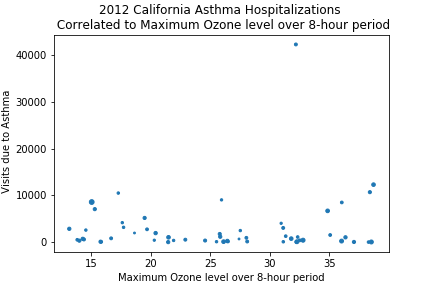 2012 California Asthma Hospitalizations
Correlated to Maximum Ozone level over 8-hour period
40000
30000
20000
10000
0
Visits due to Asthma
15
20
25
30
35
Maximum Ozone level over 8-hour period